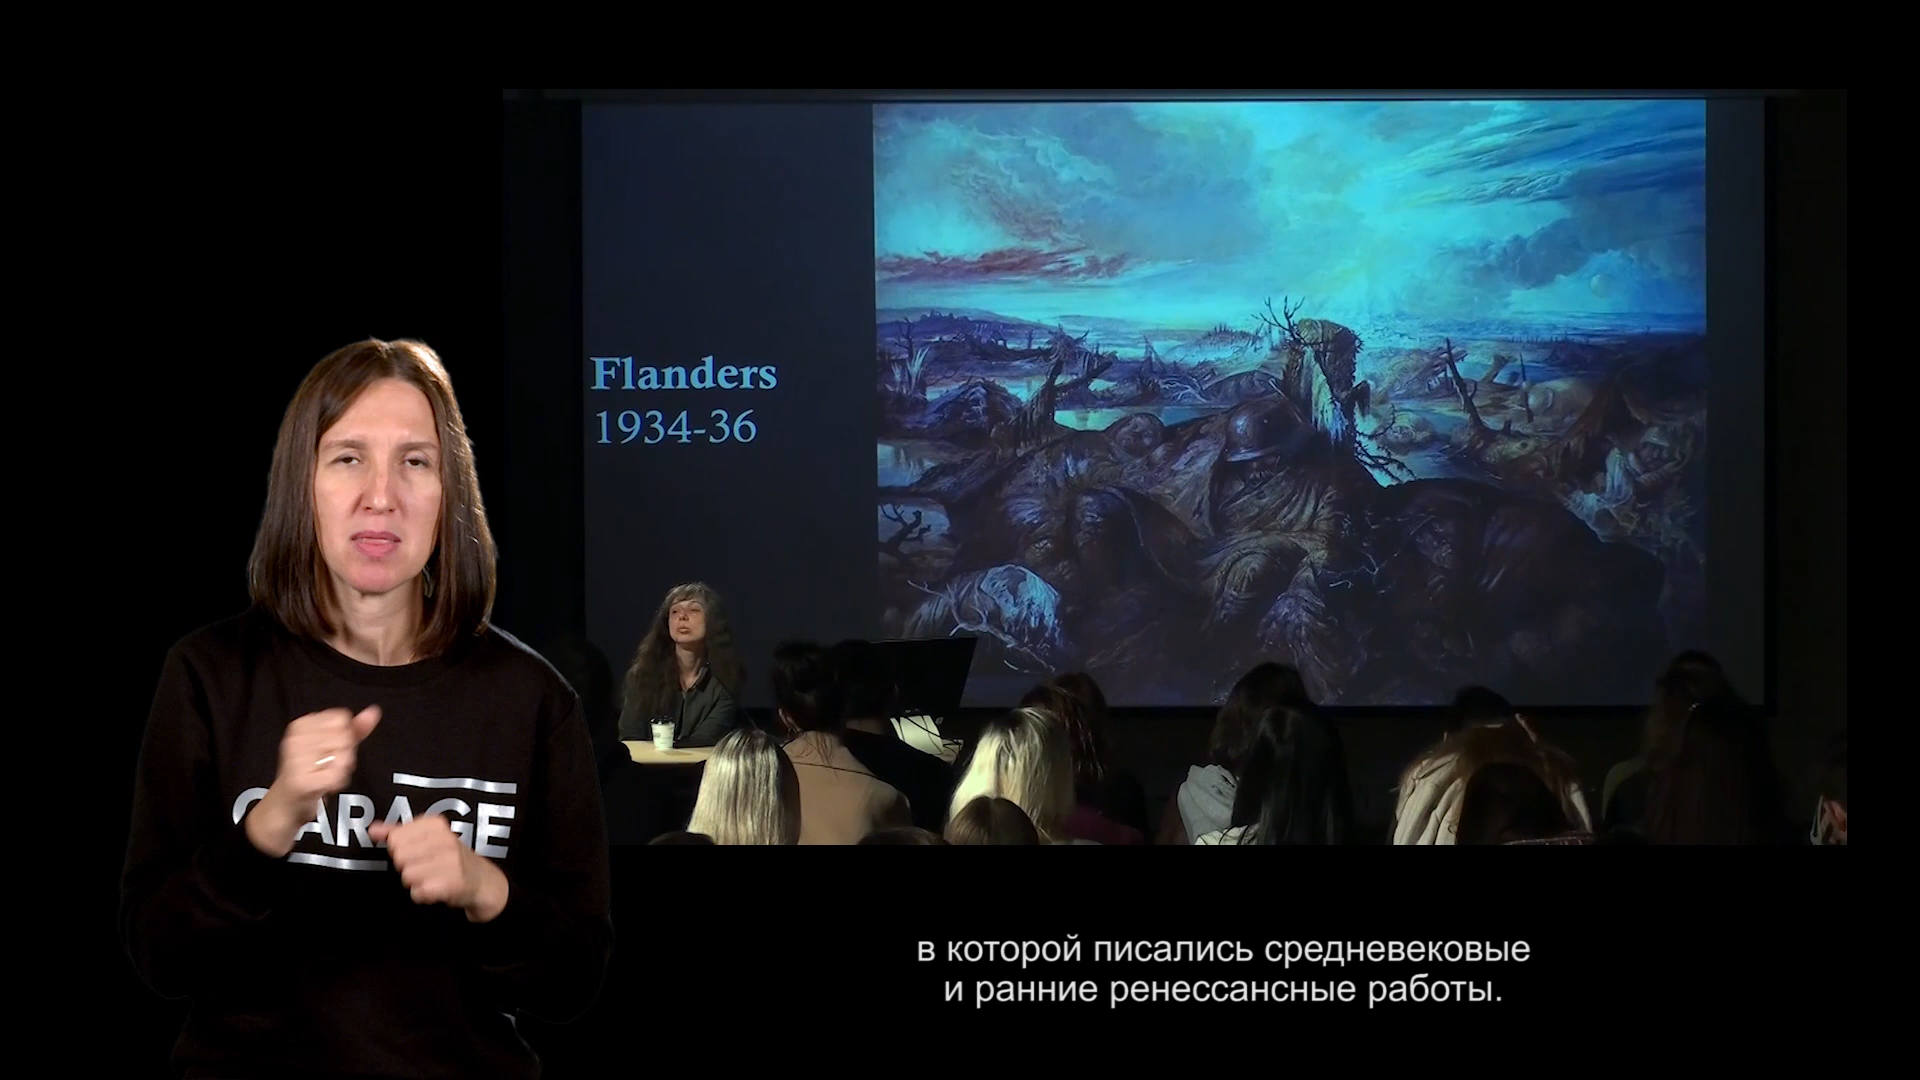 Flanders
1934-36
GARAGE
в которой писались средневековые
и ранние ренессансные работы.